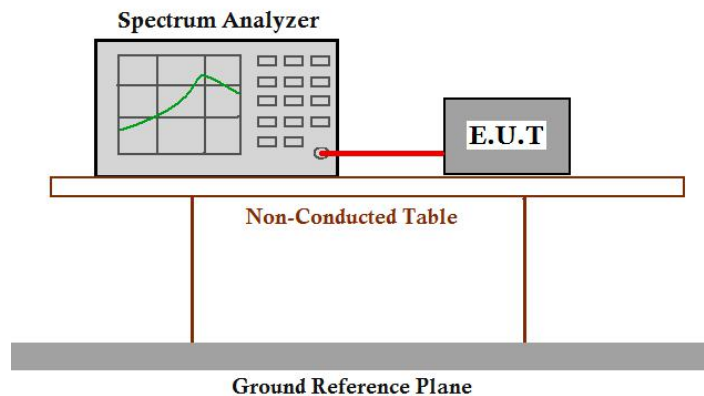 Spectrum Analyzer
E.U.T
Non-Conducted Table
Ground Reference Plane